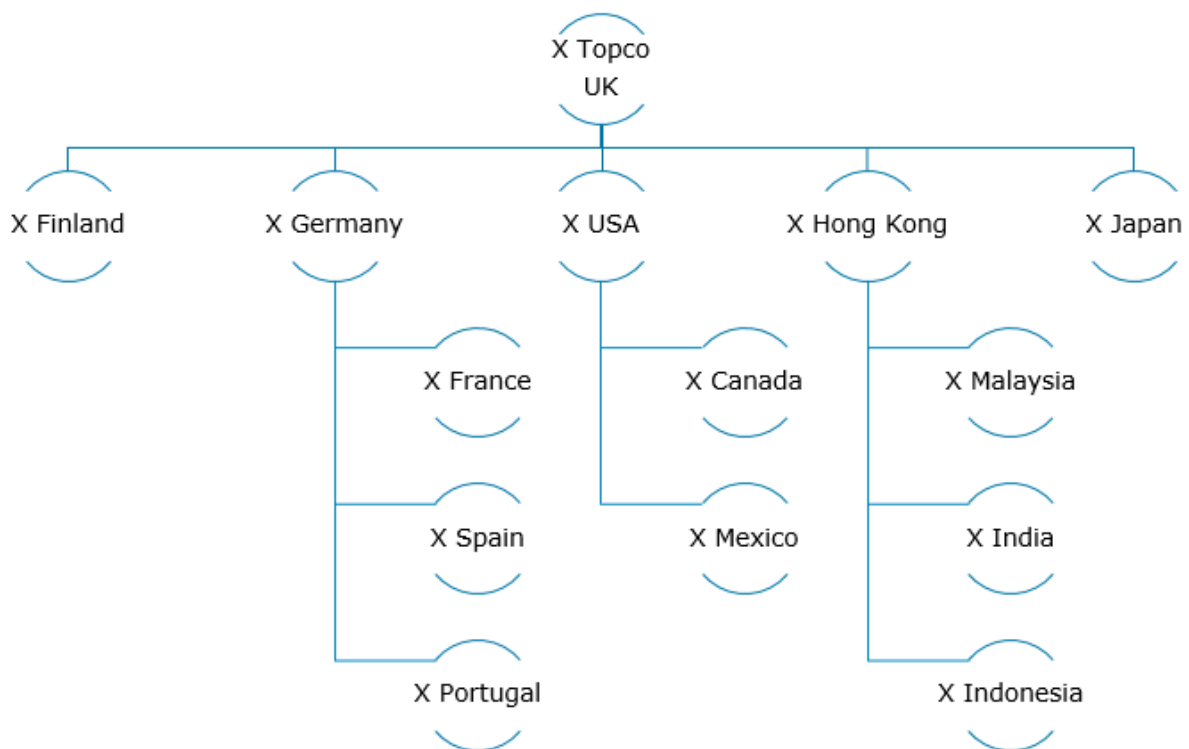 X Topco
UK
X Finland
X Germany
X USA
X Hong Kong
X Japan
X France
X Canada
X Malaysia
X Spain
X Mexico
X India
X Portugal
X Indonesia